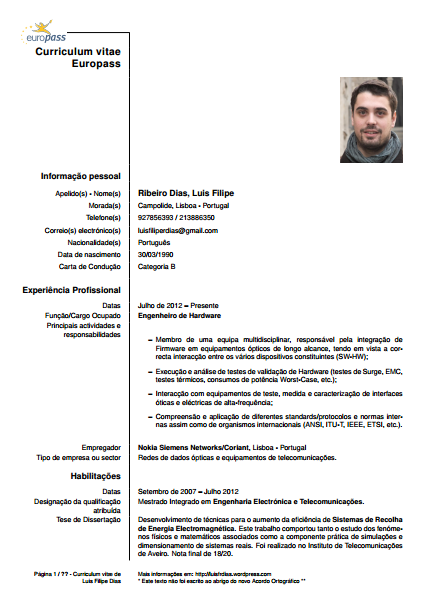 europass
Curriculum vitae
Europass
Informação pessoal
Apelido(s) • Nome(s) Ribeiro Dias, Luis Filipe
Morada(s) Campolide, Lisboa • Portugal
Telefone(s) 927856393 / 213886350
Correio(s) electrónico(s) luisfiliperdias@gmail.com
Nacionalidade(s) Português
Data de nascimento 30/03/1990
Carta de Condução Categoria B
Experiência Profissional
Datas Julho de 2012 – Presente
Função/Cargo Ocupado Engenheiro de Hardware
Principais actividades e
responsabilidades
– Membro de uma equipa multidisciplinar, responsável pela integração de
Firmware em equipamentos ópticos de longo alcance, tendo em vista a cor-
recta interacção entre os vários dispositivos constituintes (SW-HW);
– Execução e análise de testes de validação de Hardware (testes de Surge, EMC,
testes térmicos, consumos de potência Worst-Case, etc.);
– Interacção com equipamentos de teste, medida e caracterização de interfaces
óticas e eléctricas de alta-frequência;
– Compreensão e aplicação de diferentes standards/protocolos e normas inter-
nas assim como de organismos internacionais (ANSI, ITU-T, IEEE, ETSI, etc.).
Empregador Nokia Siemens Networks/Coriant, Lisboa • Portugal
Tipo de empresa ou sector Redes de dados ópticos e equipamentos de telecomunicações.
Habilitações
Datas Setembro de 2007 – Julho 2012
Designação da qualificação Mestrado Integrado em Engenharia Electrónica e Telecomunicações.
atribuída
Tese de Dissertação Desenvolvimento de técnicas para o aumento da eficiência de Sistemas de Recolha
de Energia Electromagnética. Este trabalho comportou tanto o estudo dos fenóme-
nos físicos e matemáticos associados como a componente prática de simulações e
dimensionamento de sistemas reais. Foi realizado no Instituto de Telecomunicações
de Aveiro. Nota final de 18/20.
Página 1 / ?? - Curriculum vitae de Mais informações em: http://luisfrdias.wordpress.com
Luis Filipe Dias * Este texto não foi escrito ao abrigo do novo Acordo Ortográfico **